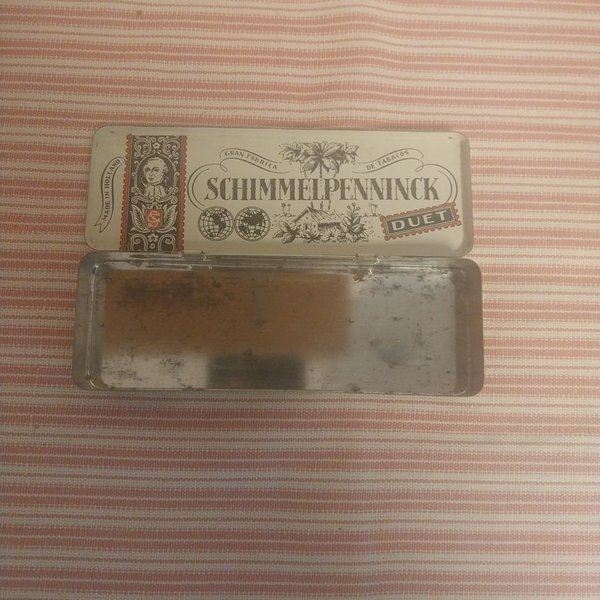 MADE IN HOLLAND
GRAN FABRICA DE TABACOS
SCHIMMELPENNINCK
DUET